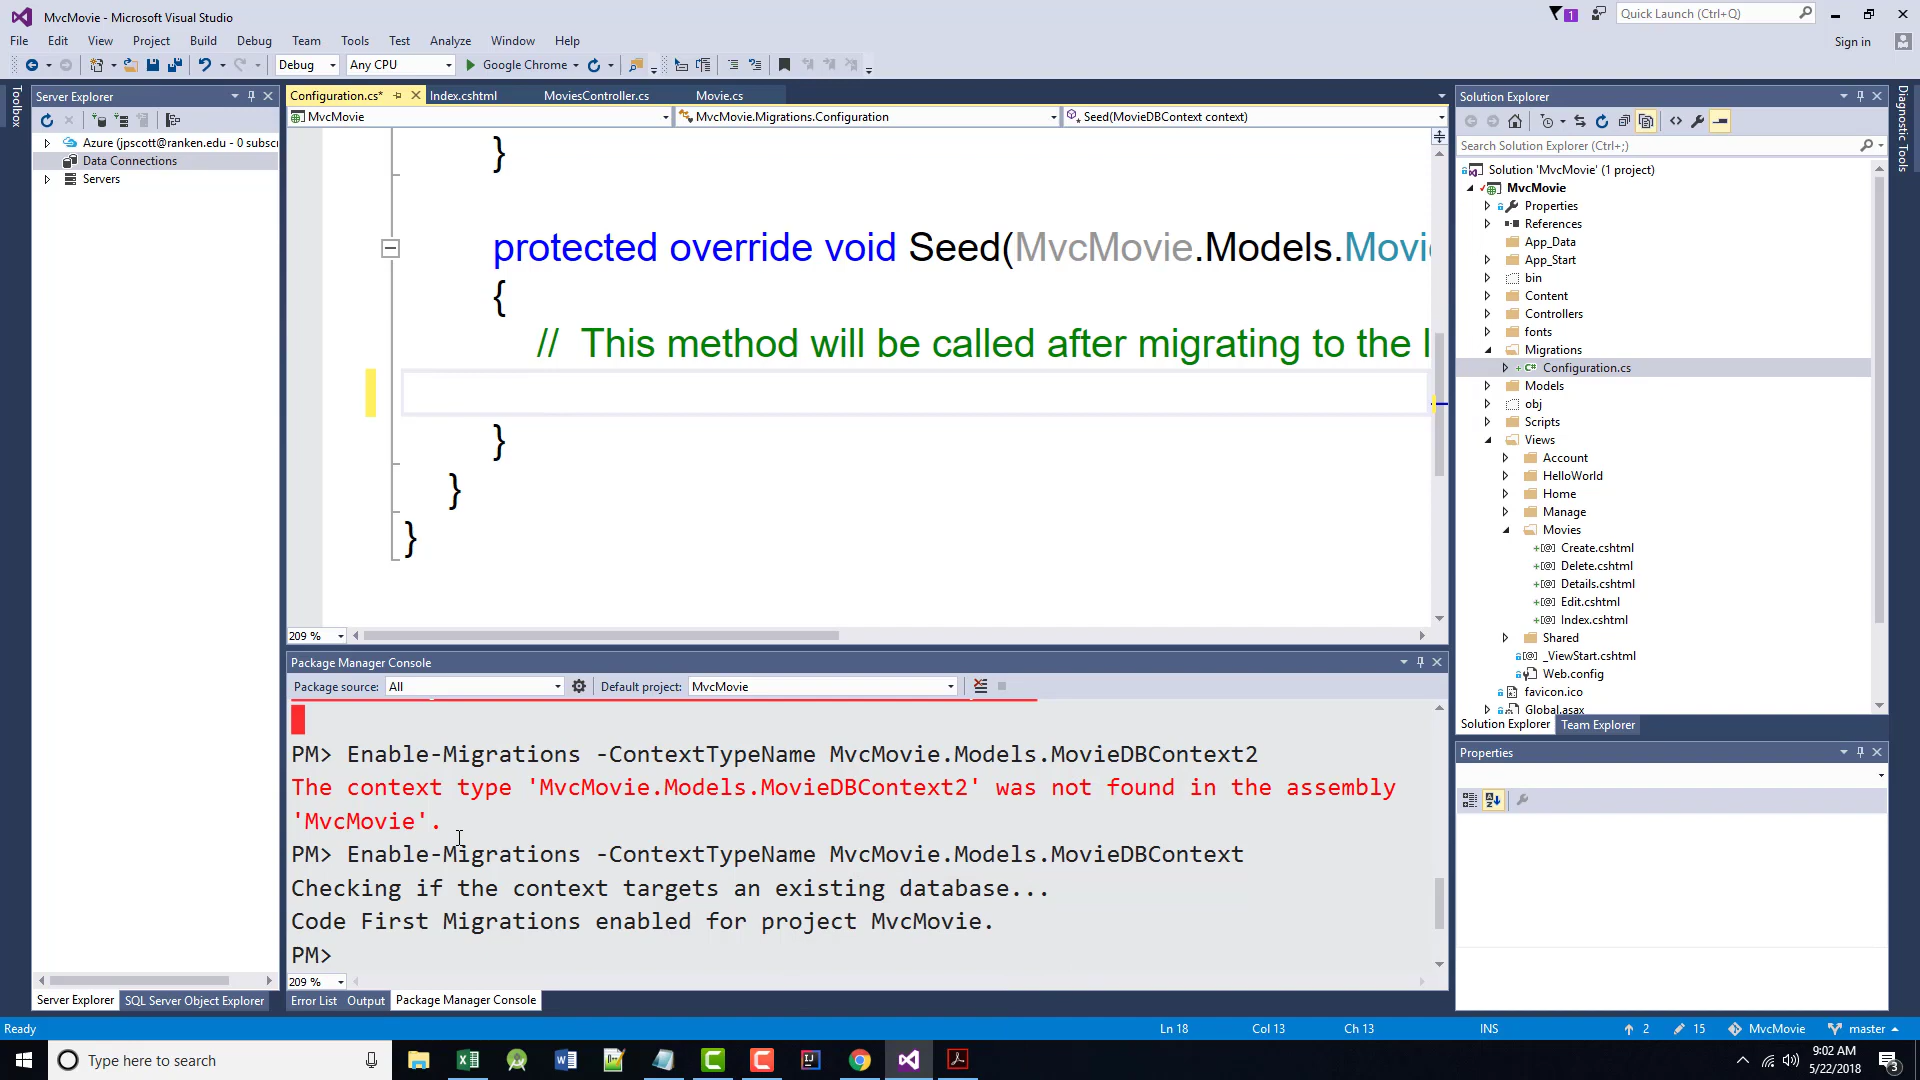 MvcMovie - Microsoft Visual Studio
1
Quick Launch (Ctrl+Q)
File Edit View Project Build Debug Team Tools Test Analyze Window Help
Sign in
Debug Any CPU Google Chrome
Toolbox
Server Explorer
Azure (jpscott@ranken.edu - 0 subscr
Data Connections
Servers
Configuration.cs* Index.cshtml MoviesController.cs Movie.cs
MvcMovie MvcMovie.Migrations.Configuration Seed(MovieDBContext context)
}
protected override void Seed(MvcMovie.Models.Movi
{
// This method will be called after migrating to the l
}
}
}
209 %
Package Manager Console
Package source: All Default project: MvcMovie
PM> Enable-Migrations -ContextTypeName MvcMovie.Models.MovieDBContext2
The context type 'MvcMovie.Models.MovieDBContext2' was not found in the assembly
'MvcMovie'.
PM> Enable-Migrations -ContextTypeName MvcMovie.Models.MovieDBContext
Checking if the context targets an existing database...
Code First Migrations enabled for project MvcMovie.
PM>
209 %
Server Explorer SQL Server Object Explorer
Error List Output Package Manager Console
Solution Explorer
Search Solution Explorer (Ctrl+;)
Solution 'MvcMovie' (1 project)
MvcMovie
Properties
References
App_Data
App_Start
bin
Content
Controllers
fonts
Migrations
C# Configuration.cs
Models
obj
Scripts
Views
Account
HelloWorld
Home
Manage
Movies
Create.cshtml
Delete.cshtml
Details.cshtml
Edit.cshtml
Index.cshtml
Shared
_ViewStart.cshtml
Web.config
favicon.ico
Global.asax
Solution Explorer Team Explorer
Properties
Diagnostic Tools
Ready Ln 18 Col 13 Ch 13 INS 2 15 MvcMovie master
Type here to search
9:02 AM
5/22/2018
3